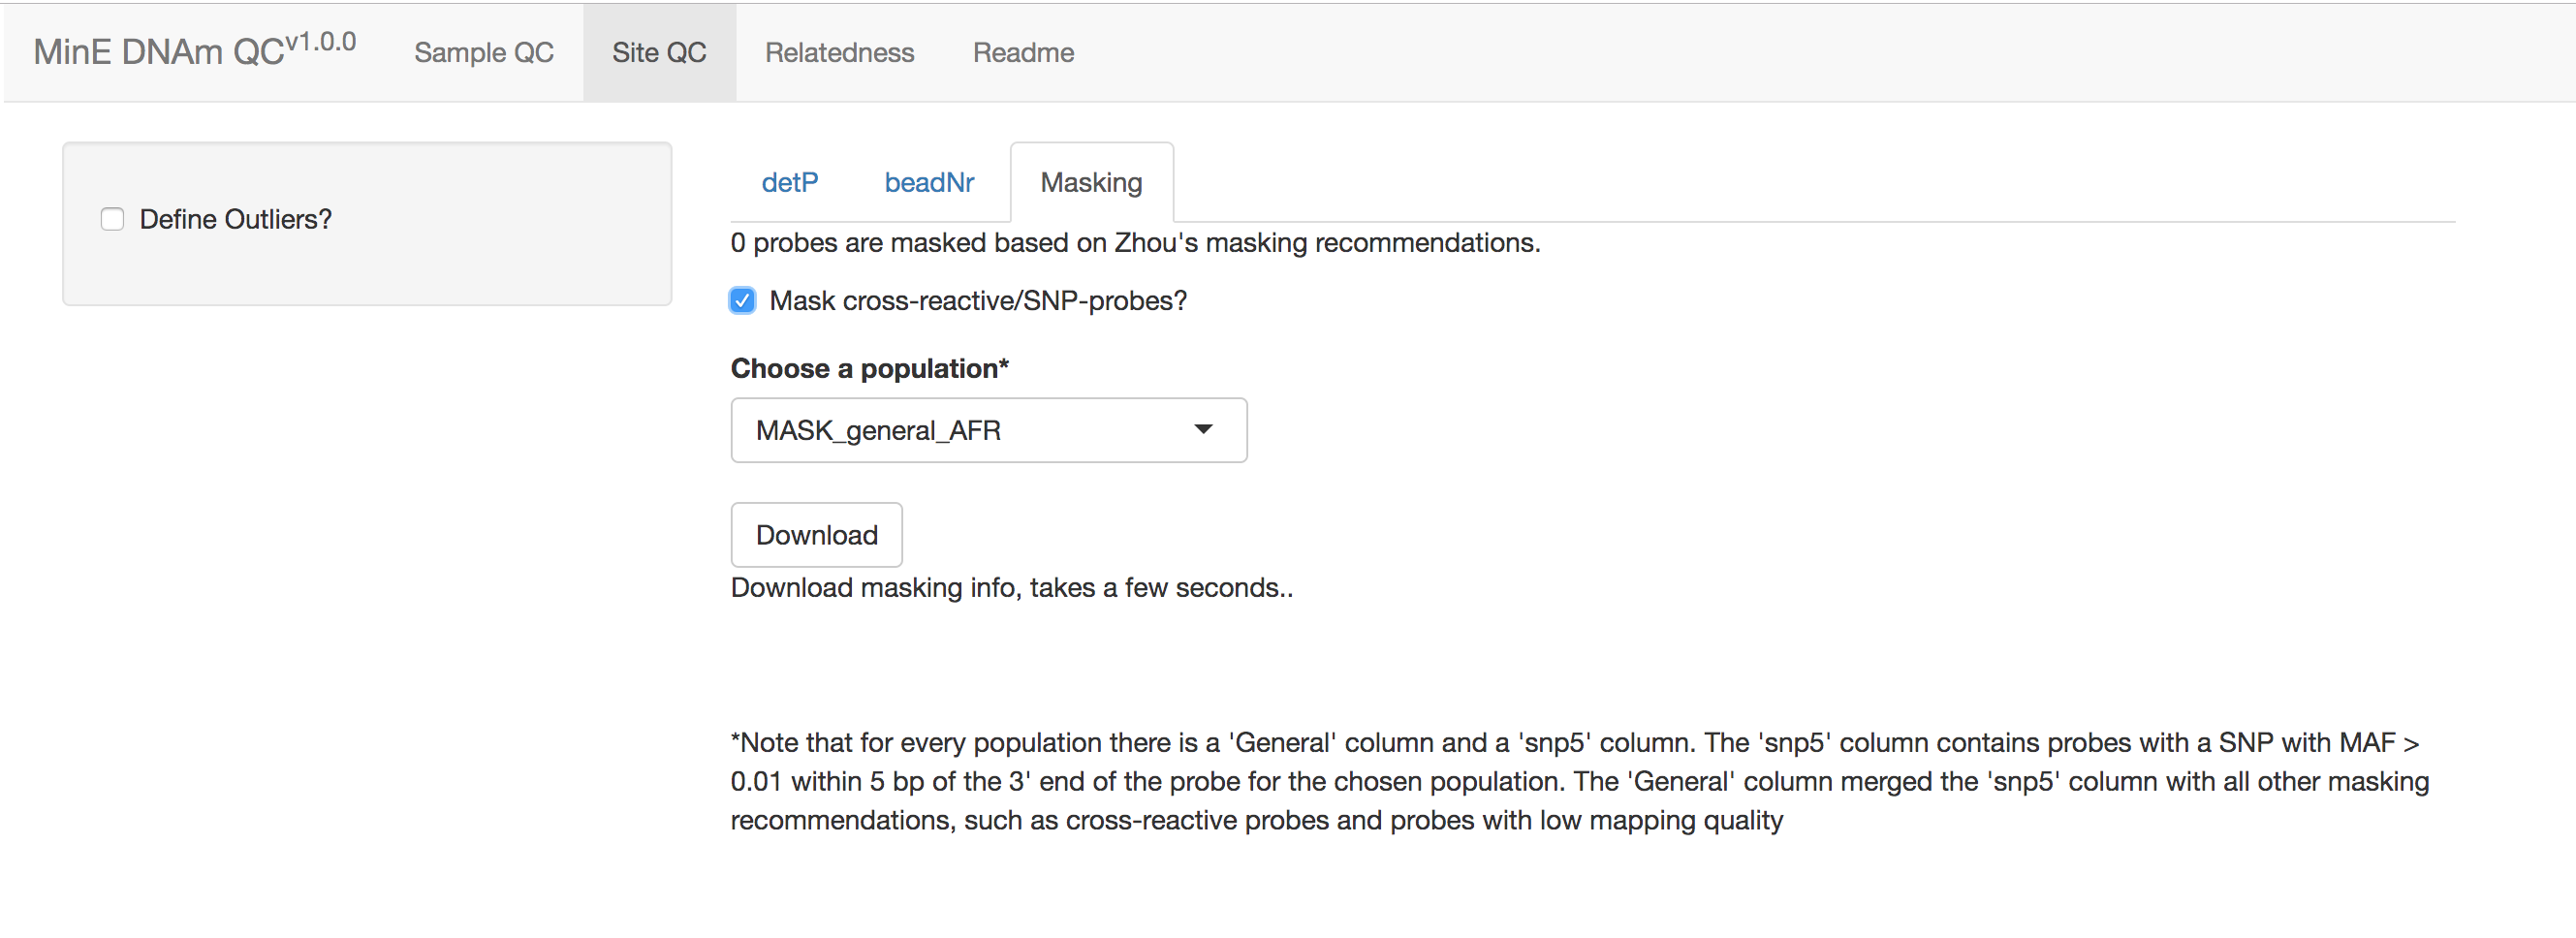 MinE DNAm QCv1.0.0 Sample QC Site QC Relatedness Readme
Define Outliers?
detP beadNr Masking
0 probes are masked based on Zhou's masking recommendations.
Mask cross-reactive/SNP-probes?
Choose a population*
MASK_general_AFR
Download
Download masking info, takes a few seconds..
*Note that for every population there is a 'General' column and a 'snp5' column. The 'snp5' column contains probes with a SNP with MAF >
0.01 within 5 bp of the 3' end of the probe for the chosen population. The 'General' column merged the 'snp5' column with all other masking
recommendations, such as cross-reactive probes and probes with low mapping quality